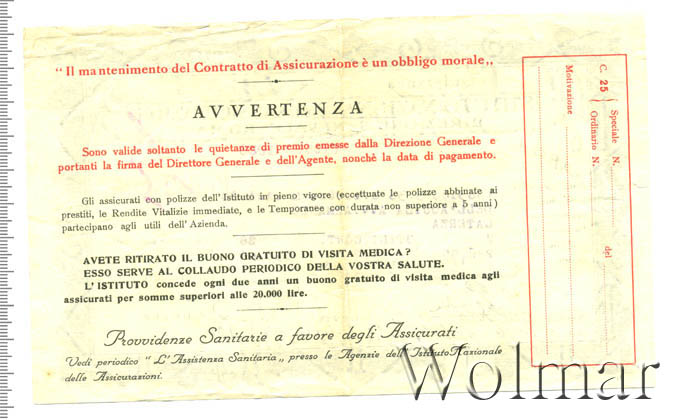 “ Il mantenimento del Contratto di Assicurazione è un obbligo morale,,
AVVERTENZA
Sono valide soltanto le quietanze di premio emesse dalla Direzione Generale e
portanti la firma del Direttore Generale e dell'Agente, nonchè la data di pagamento.
Gli assicurati con polizze dell'Istituto in pieno vigore (eccettuate le polizze abbinate ai
prestiti, le Rendite Vitalizie immediate, e le Temporanee con durata non superiore a 5 anni)
partecipano agli utili dell'Azienda.
AVETE RITIRATO IL BUONO GRATUITO DI VISITA MEDICA?
ESSO SERVE AL COLLAUDO PERIODICO DELLA VOSTRA SALUTE.
L'ISTITUTO concede ogni due anni un buono gratuito di visita medica agli
assicurati per somme superiori alle 20.000 lire.
Provvidenze Sanitarie a favore degli Assicurati
Vedi periodico “ L'Assistenza Sanitaria „ presso le Agenzie dell'Istituto Nazionale
delle Assicurazioni.
C. 25 { Speciale N. del
Ordinario N.
Motivazione
Wolmar